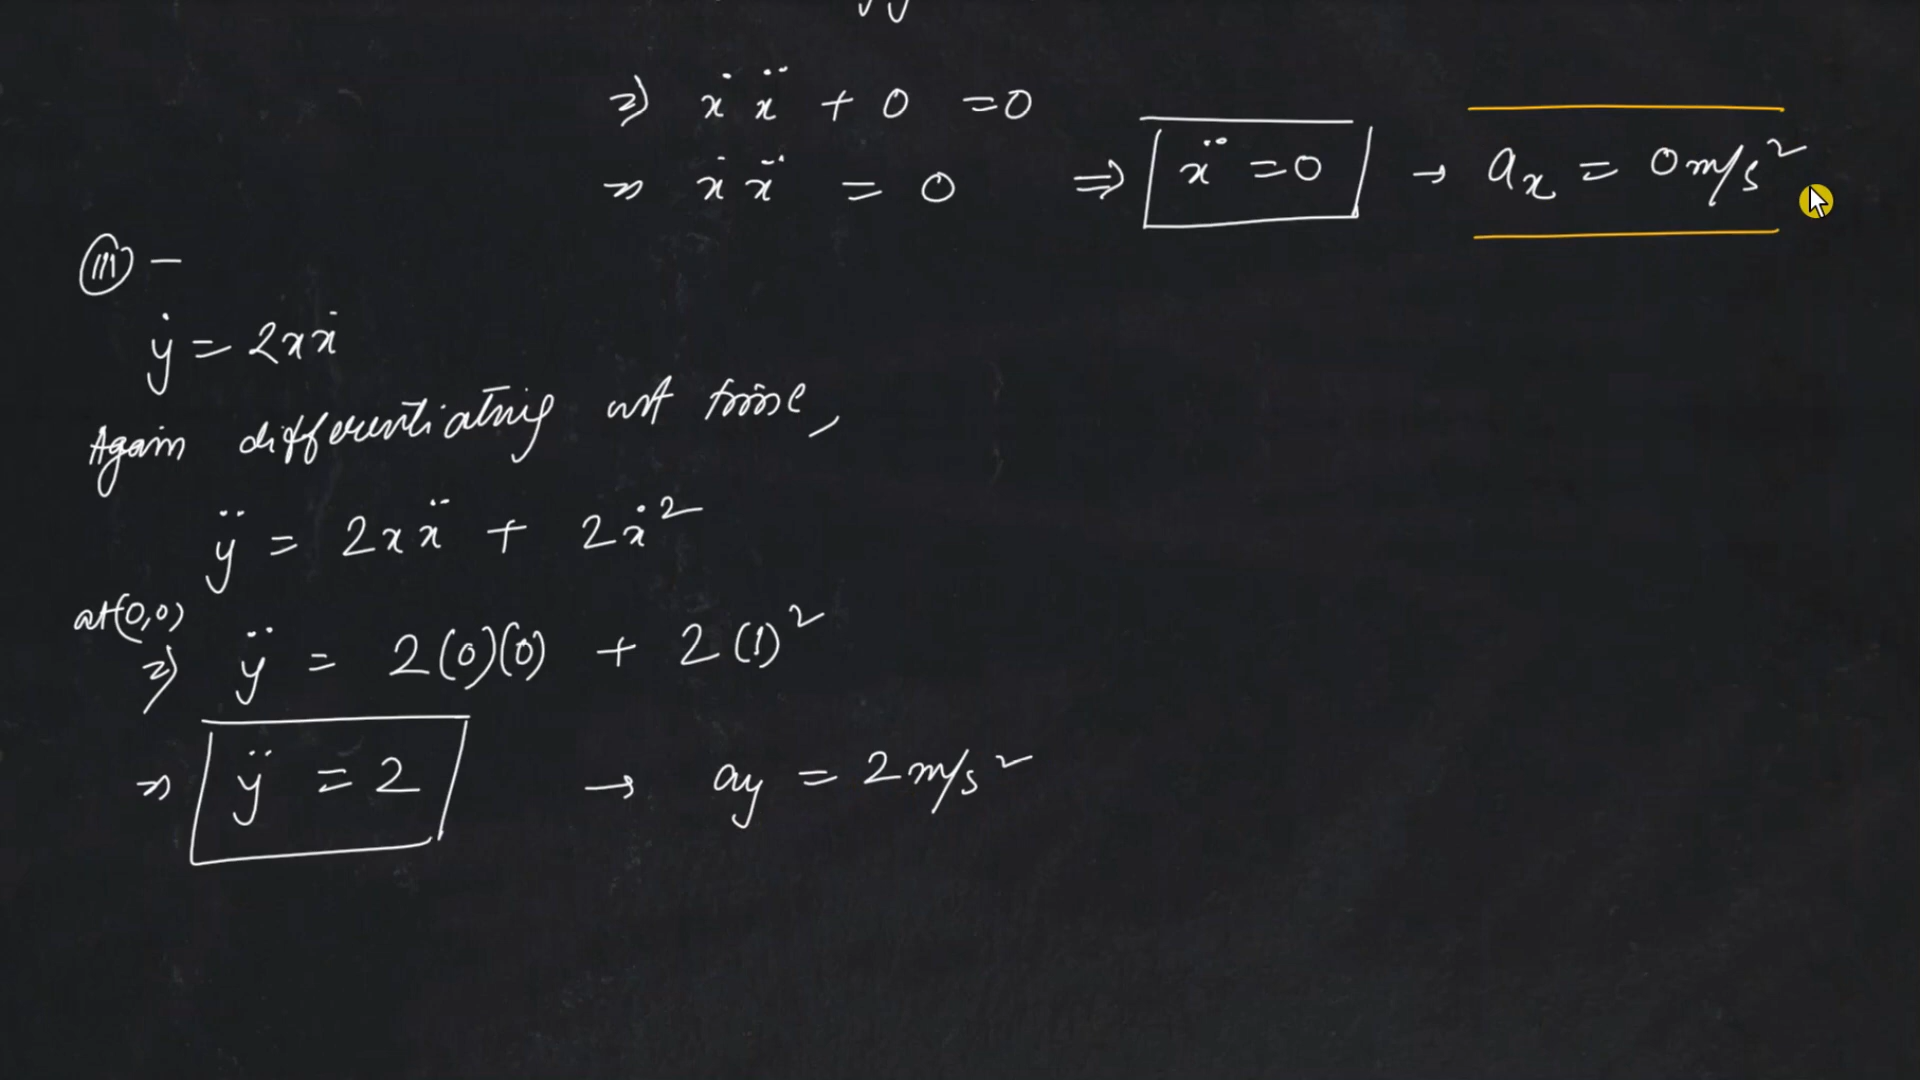 ⇒ ẋ ẍ + 0 = 0
⇒ ẋ ẍ = 0 ⇒ ẍ = 0 → aₓ = 0 m/s²
(iii) –
ẏ = 2xẋ
Again differentiating wrt time,
ÿ = 2xẍ + 2ẋ²
at (0,0)
⇒ ÿ = 2(0)(0) + 2(1)²
⇒ ÿ = 2 → ay = 2 m/s²